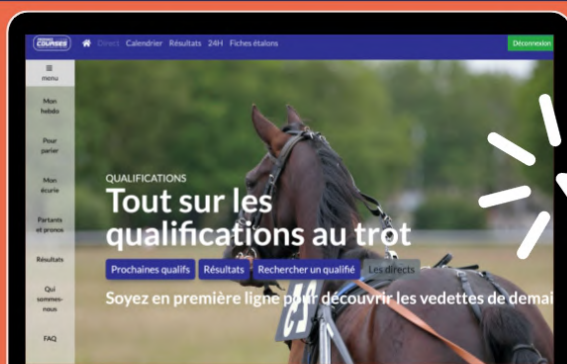 COURSES
Direct Calendrier Résultats 24H Fiches étalons
Déconnexion
menu
Mon
hebdo
Pour
parier
Mon
écurie
Partants
et pronos
Résultats
Qui
sommes-
nous
FAQ
QUALIFICATIONS
Tout sur les
qualifications au trot
Prochaines qualifs Résultats Rechercher un qualifié Les directs
Soyez en première ligne pour découvrir les vedettes de demai